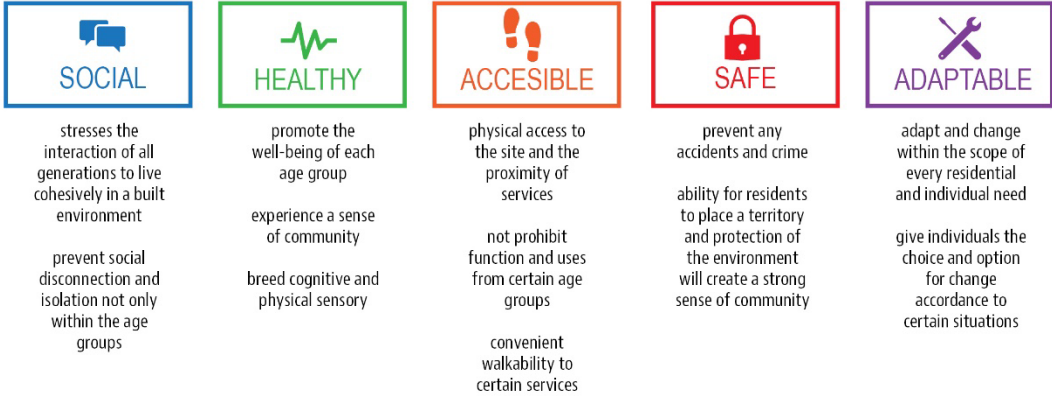 SOCIAL
stresses the
interaction of all
generations to live
cohesively in a built
environment
prevent social
disconnection and
isolation not only
within the age
groups
HEALTHY
promote the
well-being of each
age group
experience a sense
of community
breed cognitive and
physical sensory
ACCESIBLE
physical access to
the site and the
proximity of
services
not prohibit
function and uses
from certain age
groups
convenient
walkability to
certain services
SAFE
prevent any
accidents and crime
ability for residents
to place a territory
and protection of
the environment
will create a strong
sense of community
ADAPTABLE
adapt and change
within the scope of
every residential
and individual need
give individuals the
choice and option
for change
accordance to
certain situations